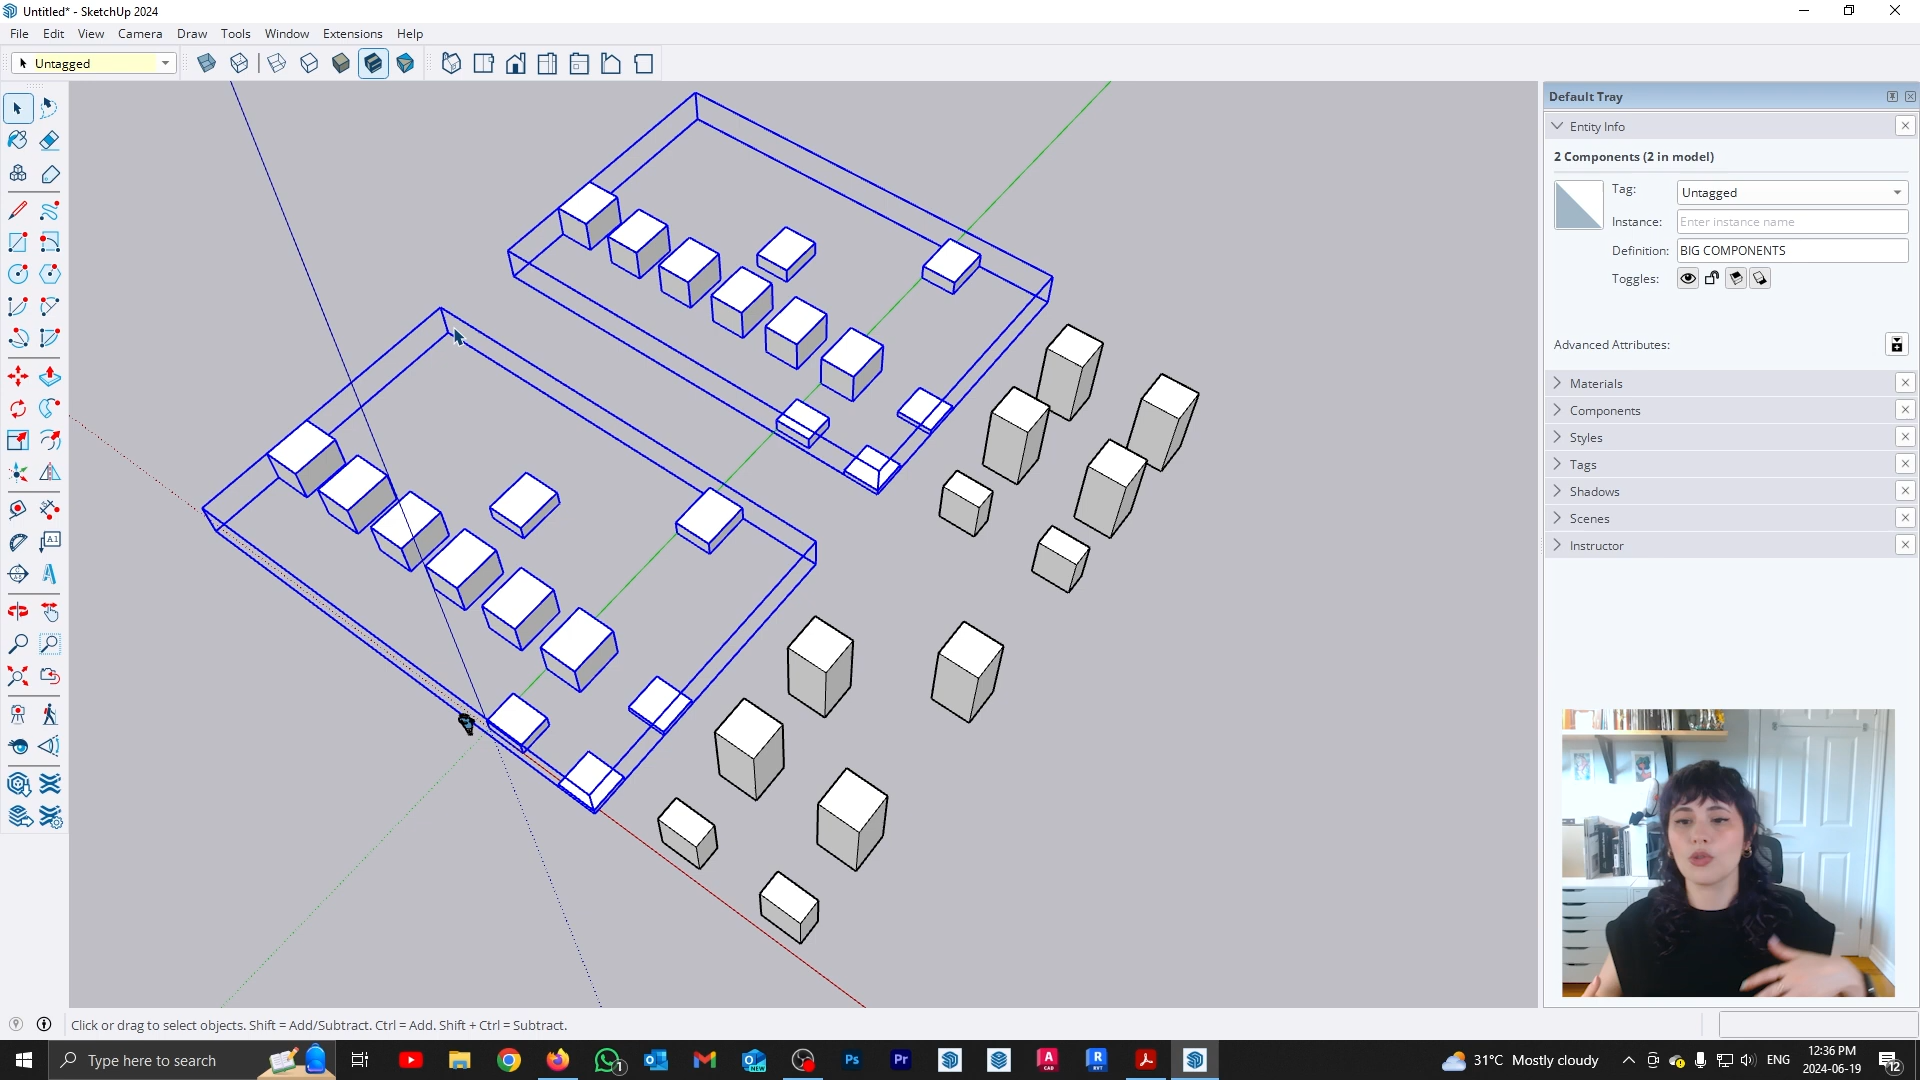 Untitled* - SketchUp 2024
File Edit View Camera Draw Tools Window Extensions Help
Untagged
Default Tray
Entity Info
2 Components (2 in model)
Tag: Untagged
Instance: Enter instance name
Definition: BIG COMPONENTS
Toggles:
Advanced Attributes:
Materials
Components
Styles
Tags
Shadows
Scenes
Instructor
Click or drag to select objects. Shift = Add/Subtract. Ctrl = Add. Shift + Ctrl = Subtract.
Type here to search
31°C Mostly cloudy
ENG
12:36 PM
2024-06-19
12